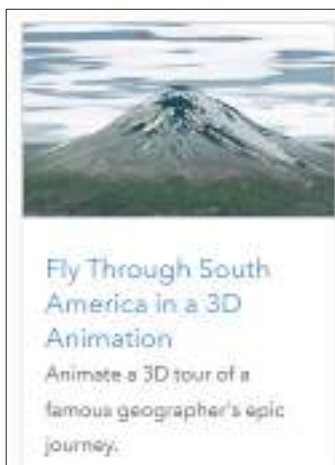 Fly Through South
America in a 3D
Animation
Animate a 3D tour of a
famous geographer's epic
journey.